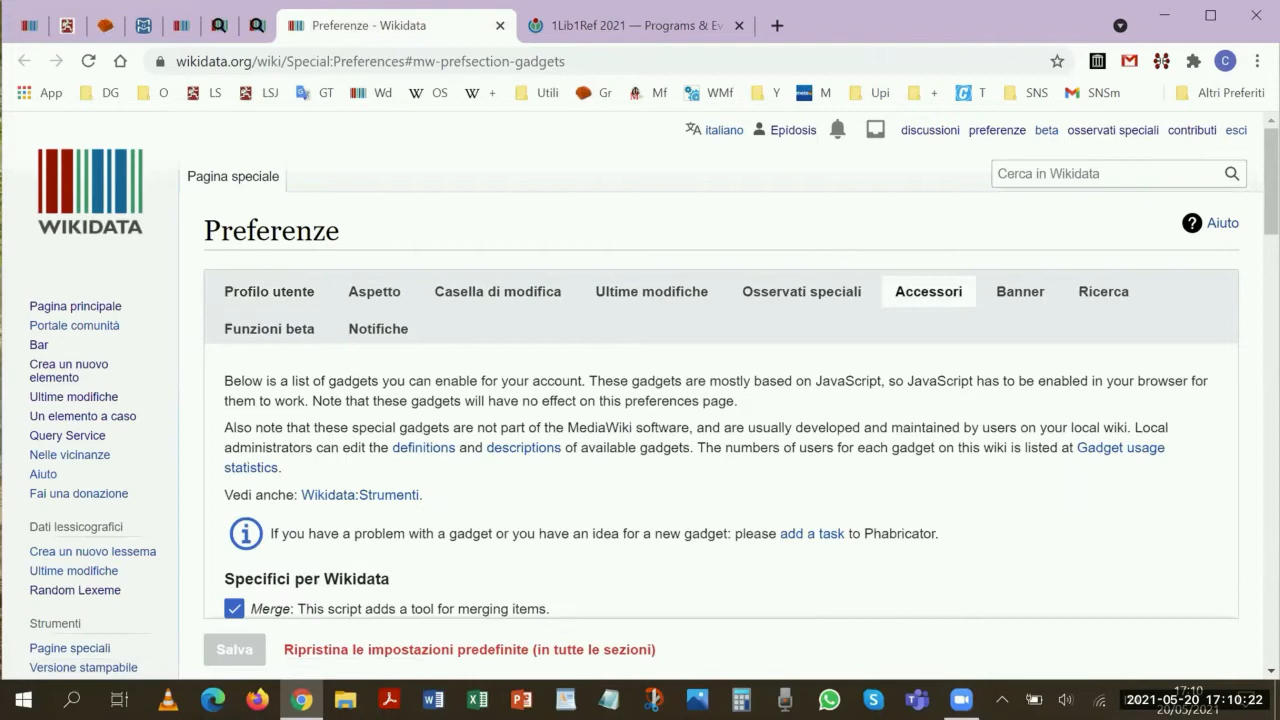 Preferenze - Wikidata
1Lib1Ref 2021 — Programs & Ev
wikidata.org/wiki/Special:Preferences#mw-prefsection-gadgets
C
App DG O LS LSJ GT Wd OS + Utili Gr Mf WMf Y M Upi + T SNS SNSm Altri Preferiti
italiano Epidosis discussioni preferenze beta osservati speciali contributi esci
Pagina speciale
Cerca in Wikidata
WIKIDATA
Preferenze
Aiuto
Profilo utente Aspetto Casella di modifica Ultime modifiche Osservati speciali Accessori Banner Ricerca
Funzioni beta Notifiche
Pagina principale
Portale comunità
Bar
Crea un nuovo
elemento
Ultime modifiche
Un elemento a caso
Query Service
Nelle vicinanze
Aiuto
Fai una donazione
Dati lessicografici
Crea un nuovo lessema
Ultime modifiche
Random Lexeme
Strumenti
Pagine speciali
Versione stampabile
Below is a list of gadgets you can enable for your account. These gadgets are mostly based on JavaScript, so JavaScript has to be enabled in your browser for
them to work. Note that these gadgets will have no effect on this preferences page.
Also note that these special gadgets are not part of the MediaWiki software, and are usually developed and maintained by users on your local wiki. Local
administrators can edit the definitions and descriptions of available gadgets. The numbers of users for each gadget on this wiki is listed at Gadget usage
statistics.
Vedi anche: Wikidata:Strumenti.
If you have a problem with a gadget or you have an idea for a new gadget: please add a task to Phabricator.
Specifici per Wikidata
Merge: This script adds a tool for merging items.
Salva
Ripristina le impostazioni predefinite (in tutte le sezioni)
17:10
2021-05-20 17:10:22
20/05/2021